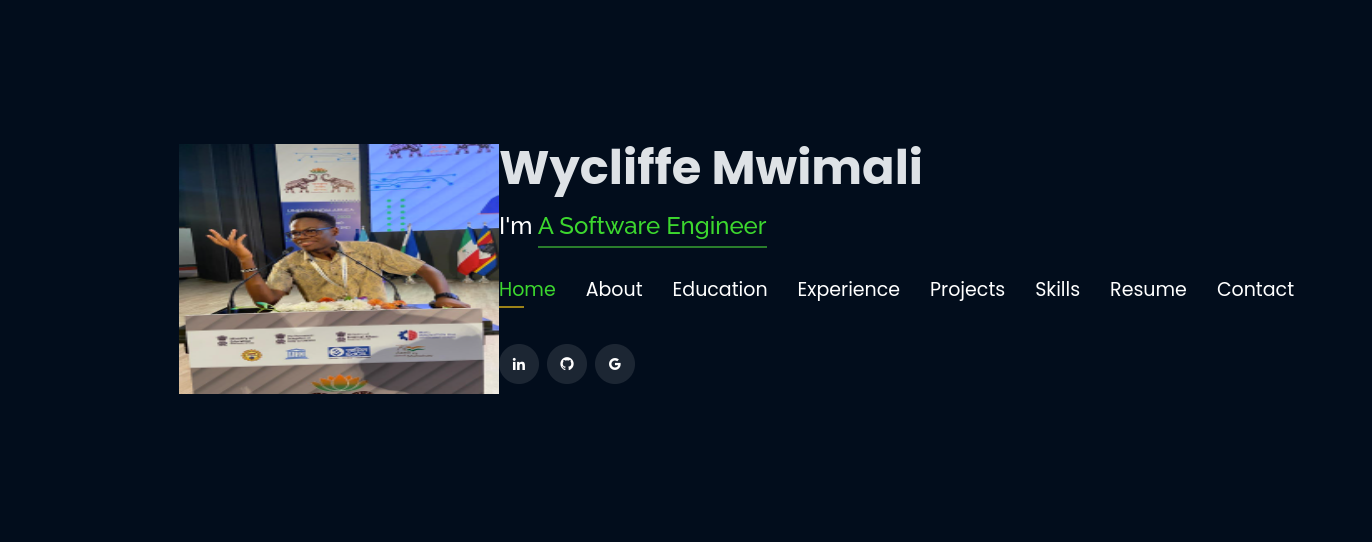 Wycliffe Mwimali
I'm A Software Engineer
Home About Education Experience Projects Skills Resume Contact